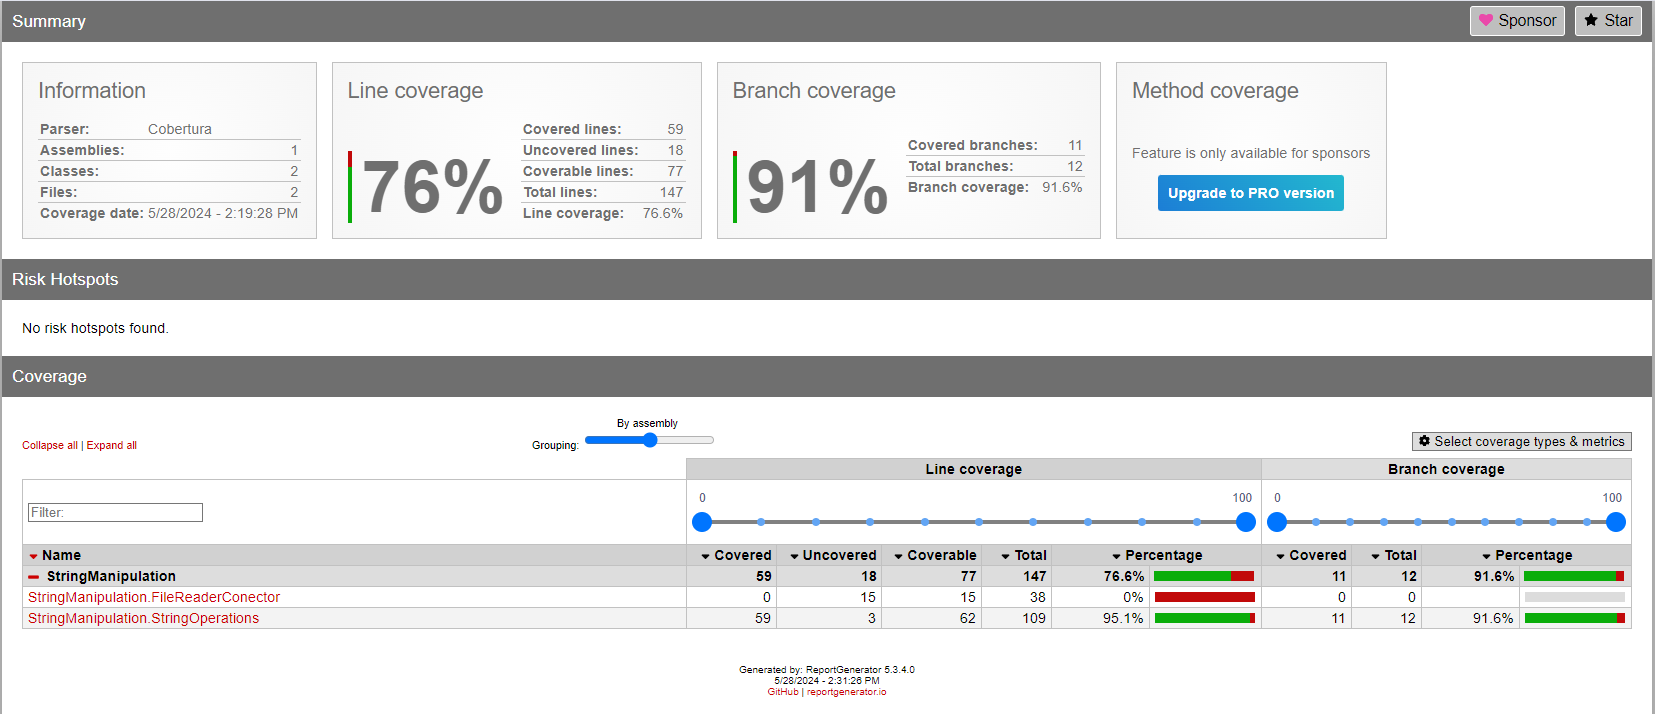 Summary
Sponsor
Star
Information
Parser: Cobertura
Assemblies: 1
Classes: 2
Files: 2
Coverage date: 5/28/2024 - 2:19:28 PM
Line coverage
76%
Covered lines: 59
Uncovered lines: 18
Coverable lines: 77
Total lines: 147
Line coverage: 76.6%
Branch coverage
91%
Covered branches: 11
Total branches: 12
Branch coverage: 91.6%
Method coverage
Feature is only available for sponsors
Upgrade to PRO version
Risk Hotspots
No risk hotspots found.
Coverage
Collapse all | Expand all
By assembly
Grouping:
Select coverage types & metrics
Line coverage Branch coverage
0 100 0 100
Filter:
Name Covered Uncovered Coverable Total Percentage Covered Total Percentage
StringManipulation 59 18 77 147 76.6% 11 12 91.6%
StringManipulation.FileReaderConector 0 15 15 38 0% 0 0
StringManipulation.StringOperations 59 3 62 109 95.1% 11 12 91.6%
Generated by: ReportGenerator 5.3.4.0
5/28/2024 - 2:31:26 PM
GitHub | reportgenerator.io